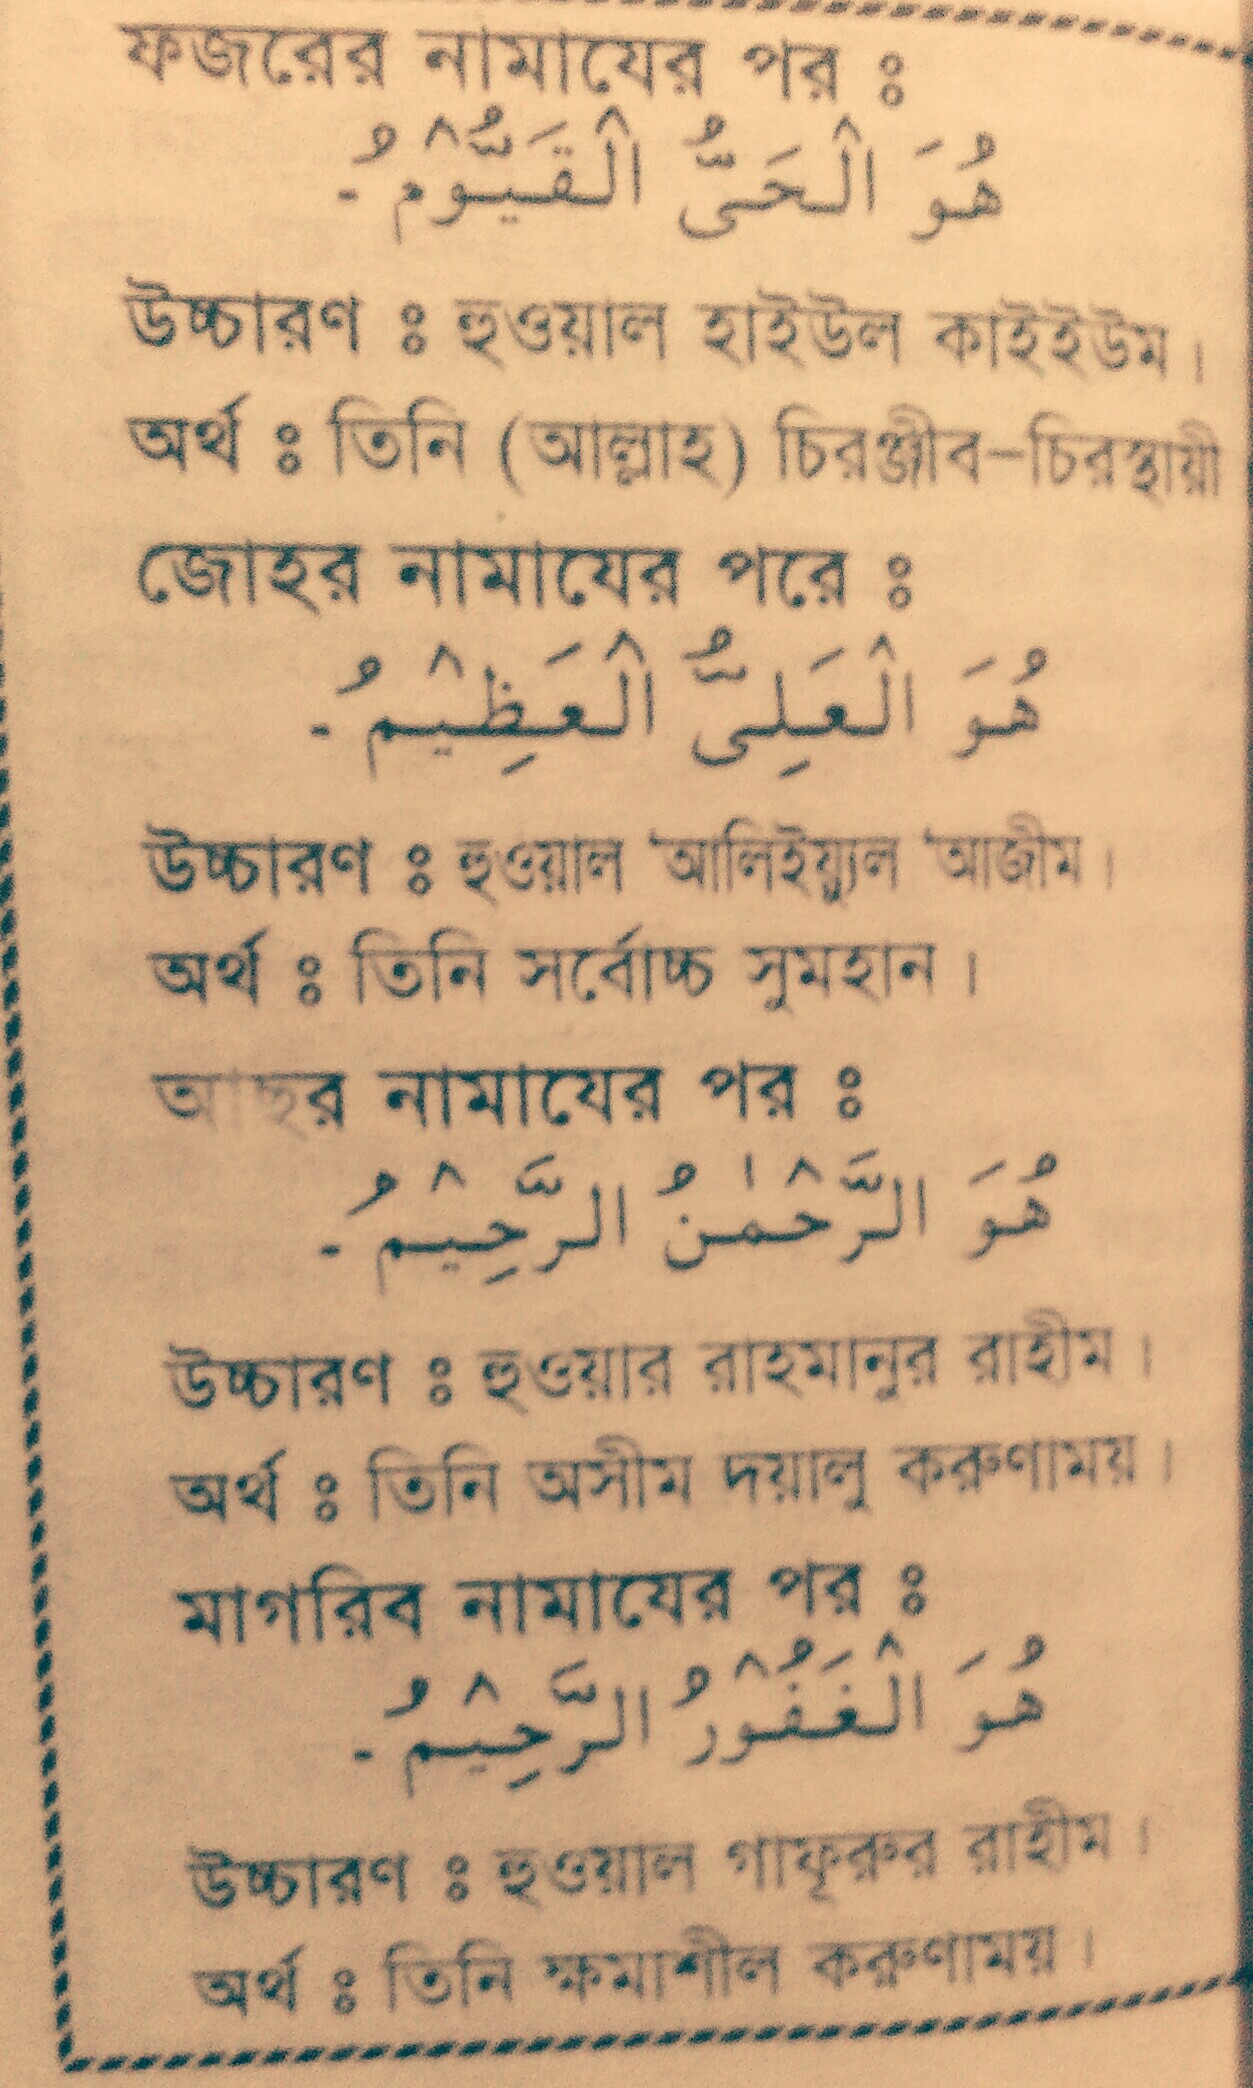 ফজরের নামাযের পর ঃ
هُوَ الْحَىُّ الْقَيُّوْمُ -
উচ্চারণ ঃ হুওয়াল হাইউল কাইইউম।
অর্থ ঃ তিনি (আল্লাহ) চিরঞ্জীব-চিরস্থায়ী
জোহর নামাযের পরে ঃ
هُوَ الْعَلِىُّ الْعَظِيْمُ -
উচ্চারণ ঃ হুওয়াল 'আলিইয়্যুল 'আজীম।
অর্থ ঃ তিনি সর্বোচ্চ সুমহান।
আছর নামাযের পর ঃ
هُوَ الرَّحْمٰنُ الرَّحِيْمُ -
উচ্চারণ ঃ হুওয়ার রাহমানুর রাহীম।
অর্থ ঃ তিনি অসীম দয়ালু করুণাময়।
মাগরিব নামাযের পর ঃ
هُوَ الْغَفُوْرُ الرَّحِيْمُ -
উচ্চারণ ঃ হুওয়াল গাফূরুর রাহীম।
অর্থ ঃ তিনি ক্ষমাশীল করুণাময়।